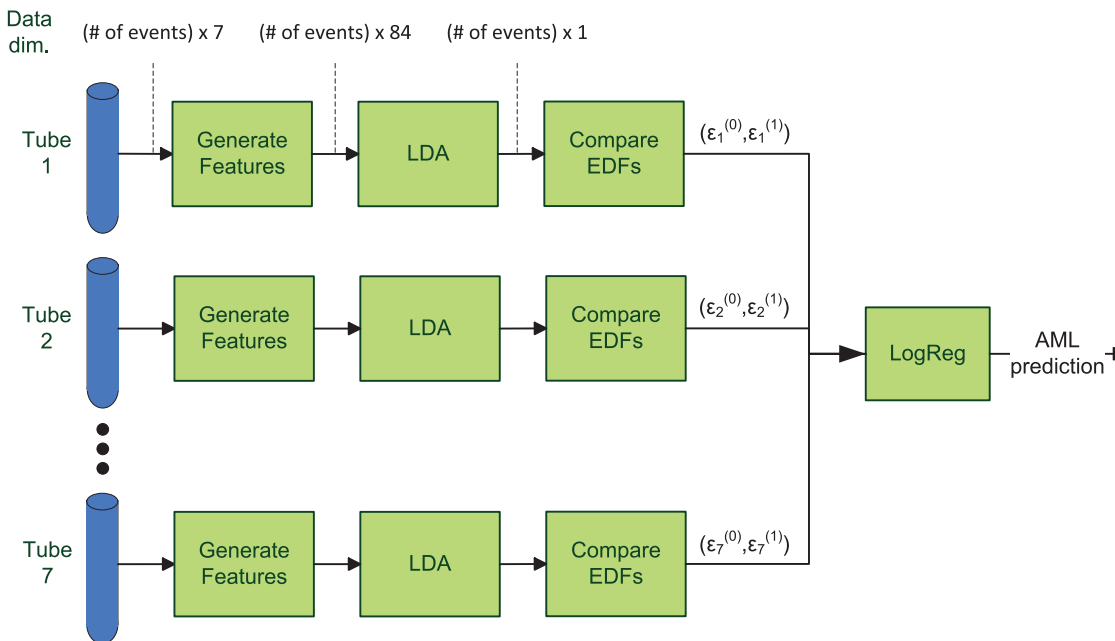 Data
dim.
(# of events) x 7
(# of events) x 84
(# of events) x 1
Tube
1
Generate
Features
LDA
Compare
EDFs
(ε₁⁽⁰⁾,ε₁⁽¹⁾)
Tube
2
Generate
Features
LDA
Compare
EDFs
(ε₂⁽⁰⁾,ε₂⁽¹⁾)
LogReg
AML
prediction
Tube
7
Generate
Features
LDA
Compare
EDFs
(ε₇⁽⁰⁾,ε₇⁽¹⁾)